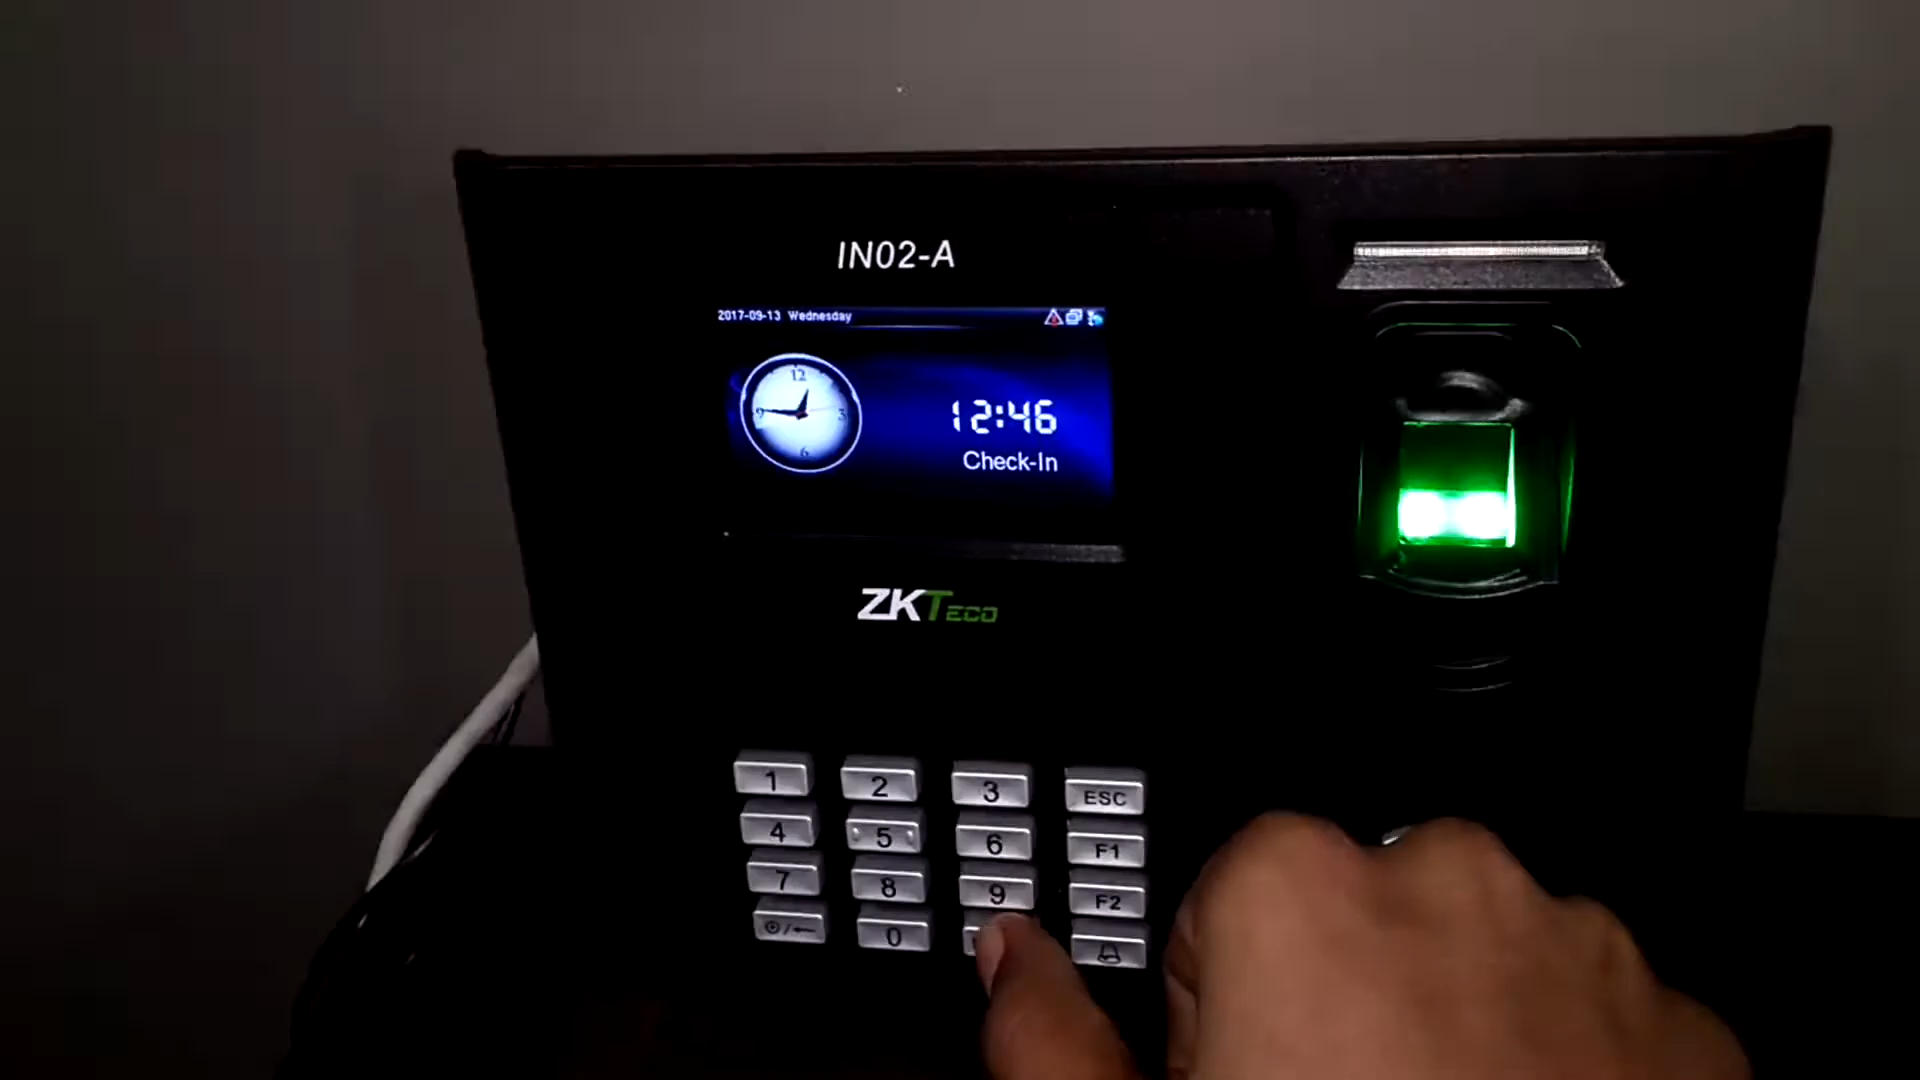 IN02-A
2017-09-13 Wednesday
12
9 3
6
12:46
Check-In
ZKTECO
1 2 3 ESC
4 5 6 F1
7 8 9 F2
0